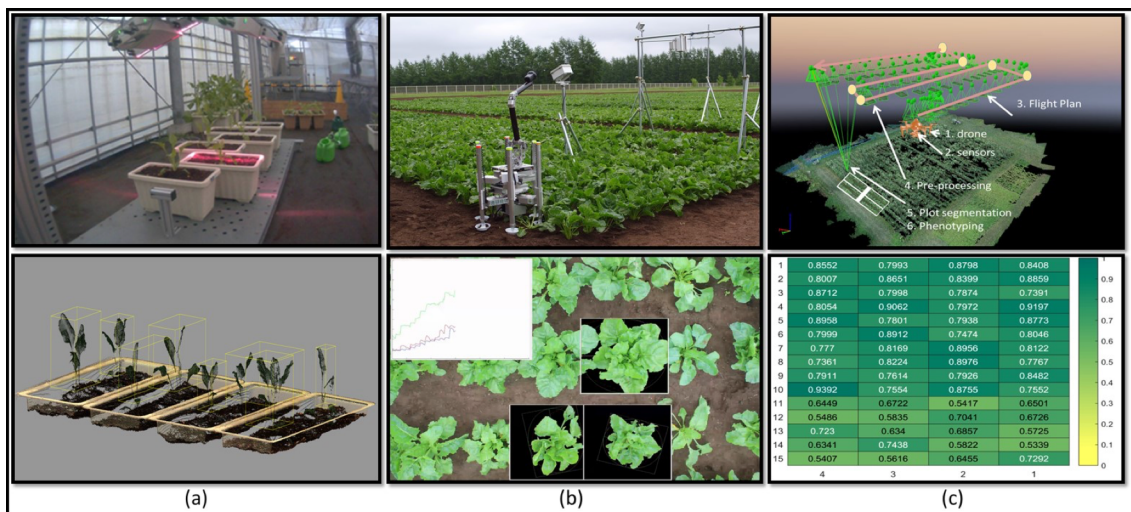 3. Flight Plan
1. drone
2. sensors
4. Pre-processing
5. Plot segmentation
6. Phenotyping
1 0.8552 0.7993 0.8798 0.8408 1
2 0.8007 0.8651 0.8399 0.8859 0.9
3 0.8712 0.7998 0.7874 0.7391 0.8
4 0.8054 0.9062 0.7972 0.9197
5 0.8958 0.7801 0.7938 0.8773 0.7
6 0.7999 0.8912 0.7474 0.8046
7 0.777 0.8169 0.8956 0.8122 0.6
8 0.7361 0.8224 0.8976 0.7767 0.5
9 0.7911 0.7614 0.7926 0.8482
10 0.9392 0.7554 0.8755 0.7552 0.4
11 0.6449 0.6722 0.5417 0.6501 0.3
12 0.5486 0.5835 0.7041 0.6726
13 0.723 0.634 0.6857 0.5725 0.2
14 0.6341 0.7438 0.5822 0.5339 0.1
15 0.5407 0.5616 0.6455 0.7292 0
4 3 2 1
(a) (b) (c)